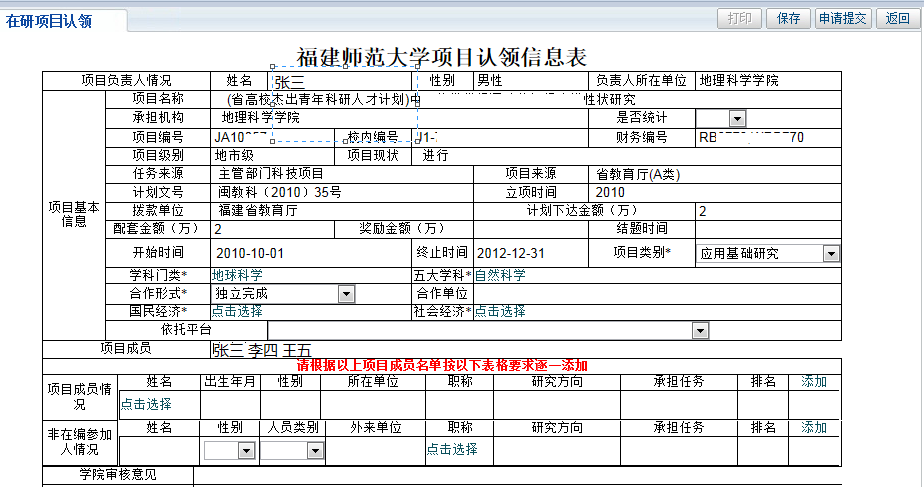 在研项目认领
打印 保存 申请提交 返回
福建师范大学项目认领信息表
项目负责人情况 姓名 张三 性别 男性 负责人所在单位 地理科学学院
项目名称 (省高校杰出青年科研人才计划)中 性状研究
承担机构 地理科学学院 是否统计
项目编号 JA10 校内编号 J1- 财务编号 RB 70
项目级别 地市级 项目现状 进行
任务来源 主管部门科技项目 项目来源 省教育厅(A类)
计划文号 闽教科（2010）35号 立项时间 2010
项目基本信息 拨款单位 福建省教育厅 计划下达金额（万） 2
配套金额（万） 2 奖励金额（万） 结题时间
开始时间 2010-10-01 终止时间 2012-12-31 项目类别* 应用基础研究
学科门类* 地球科学 五大学科* 自然科学
合作形式* 独立完成 合作单位
国民经济* 点击选择 社会经济* 点击选择
依托平台
项目成员 张三 李四 王五
请根据以上项目成员名单按以下表格要求逐一添加
项目成员情况 姓名 出生年月 性别 所在单位 职称 研究方向 承担任务 排名 添加
点击选择
非在编参加人情况 姓名 性别 人员类别 外来单位 职称 研究方向 承担任务 排名 添加
点击选择
学院审核意见